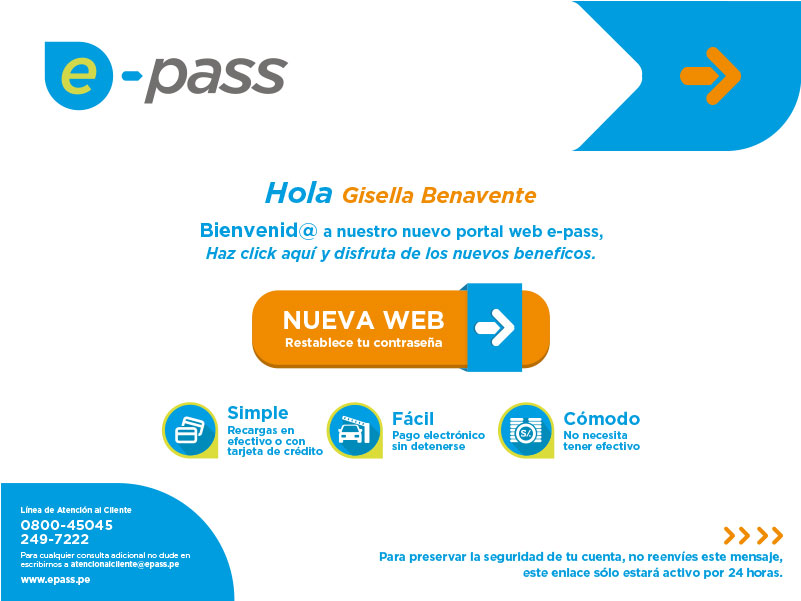 e-pass
Hola Gisella Benavente
Bienvenid@ a nuestro nuevo portal web e-pass,
Haz click aquí y disfruta de los nuevos beneficos.
NUEVA WEB
Restablece tu contraseña
Simple
Recargas en
efectivo o con
tarjeta de crédito
Fácil
Pago electrónico
sin detenerse
S/.
Cómodo
No necesita
tener efectivo
Línea de Atención al Cliente
0800-45045
249-7222
Para cualquier consulta adicional no dude en
escribirnos a atencionalcliente@epass.pe
www.epass.pe
Para preservar la seguridad de tu cuenta, no reenvíes este mensaje,
este enlace sólo estará activo por 24 horas.